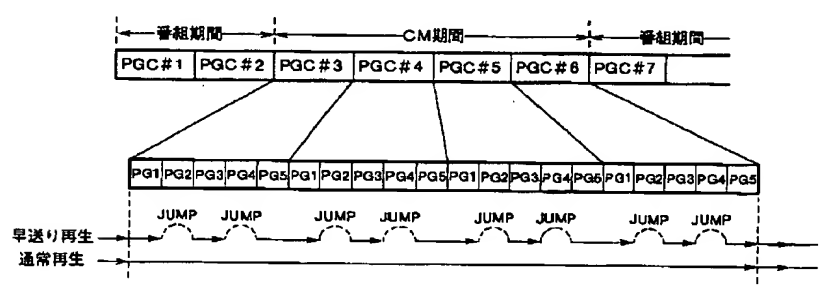 番組期間 CM期間 番組期間
PGC#1 PGC#2 PGC#3 PGC#4 PGC#5 PGC#6 PGC#7
PG1 PG2 PG3 PG4 PG5 PG1 PG2 PG3 PG4 PG5 PG1 PG2 PG3 PG4 PG5 PG1 PG2 PG3 PG4 PG5
JUMP JUMP JUMP JUMP JUMP JUMP JUMP JUMP
早送り再生
通常再生